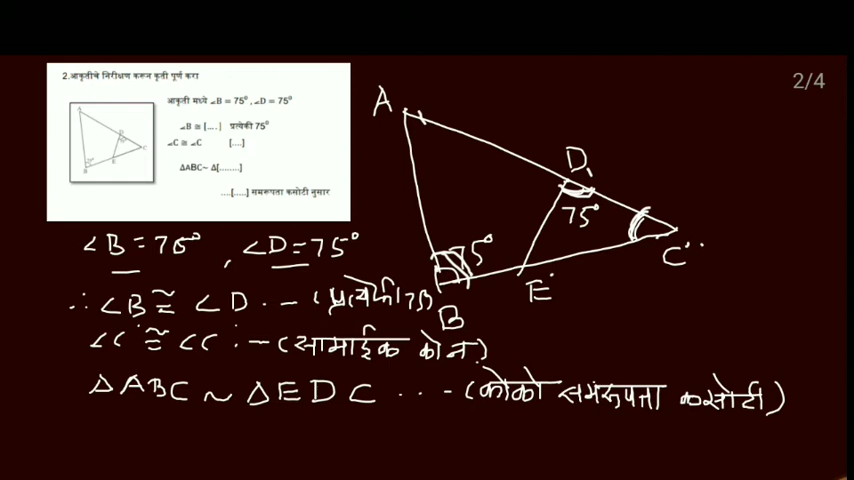 2/4
2.आकृतीचे निरीक्षण करून कृती पूर्ण करा
आकृती मध्ये ∠B = 75°, ∠D = 75°
∠B ≅ [....] प्रत्येकी 75°
∠C ≅ ∠C [....]
ΔABC~ Δ[........]
....[.....] समरूपता कसोटी नुसार
A
D
75°
75°
C
E
B
∠B = 75° , ∠D = 75°
∴ ∠B ≅ ∠D ·· – (प्रत्येकी 75)
∠C ≅ ∠C ·– (सामाईक कोन)
ΔABC ~ ΔEDC ·· – (कोको समरूपता कसोटी)